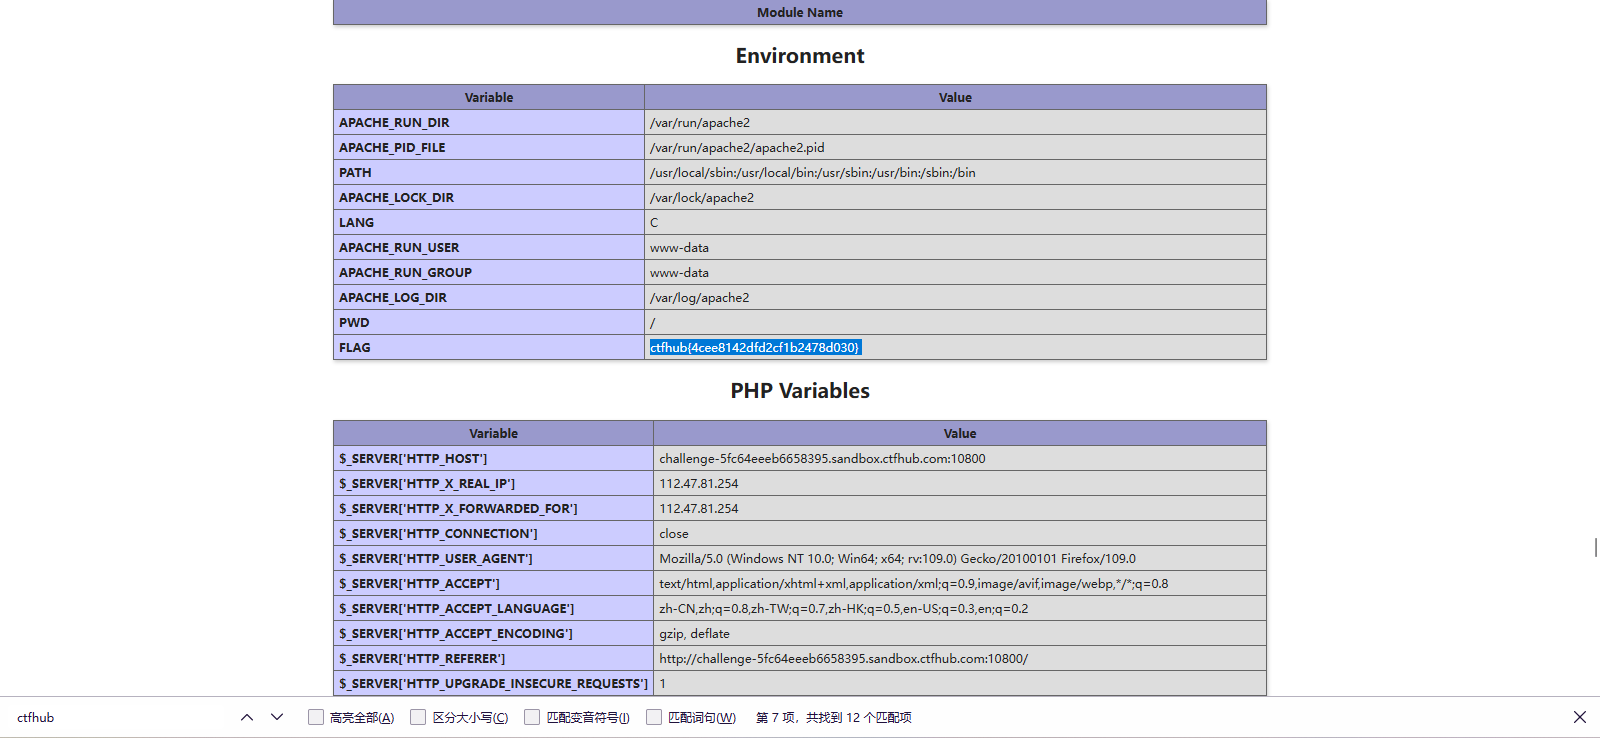 Module Name
Environment
Variable Value
APACHE_RUN_DIR /var/run/apache2
APACHE_PID_FILE /var/run/apache2/apache2.pid
PATH /usr/local/sbin:/usr/local/bin:/usr/sbin:/usr/bin:/sbin:/bin
APACHE_LOCK_DIR /var/lock/apache2
LANG C
APACHE_RUN_USER www-data
APACHE_RUN_GROUP www-data
APACHE_LOG_DIR /var/log/apache2
PWD /
FLAG ctfhub{4cee8142dfd2cf1b2478d030}
PHP Variables
Variable Value
$_SERVER['HTTP_HOST'] challenge-5fc64eeeb6658395.sandbox.ctfhub.com:10800
$_SERVER['HTTP_X_REAL_IP'] 112.47.81.254
$_SERVER['HTTP_X_FORWARDED_FOR'] 112.47.81.254
$_SERVER['HTTP_CONNECTION'] close
$_SERVER['HTTP_USER_AGENT'] Mozilla/5.0 (Windows NT 10.0; Win64; x64; rv:109.0) Gecko/20100101 Firefox/109.0
$_SERVER['HTTP_ACCEPT'] text/html,application/xhtml+xml,application/xml;q=0.9,image/avif,image/webp,*/*;q=0.8
$_SERVER['HTTP_ACCEPT_LANGUAGE'] zh-CN,zh;q=0.8,zh-TW;q=0.7,zh-HK;q=0.5,en-US;q=0.3,en;q=0.2
$_SERVER['HTTP_ACCEPT_ENCODING'] gzip, deflate
$_SERVER['HTTP_REFERER'] http://challenge-5fc64eeeb6658395.sandbox.ctfhub.com:10800/
$_SERVER['HTTP_UPGRADE_INSECURE_REQUESTS'] 1
ctfhub 高亮全部(A) 区分大小写(C) 匹配变音符号(I) 匹配词句(W) 第 7 项，共找到 12 个匹配项